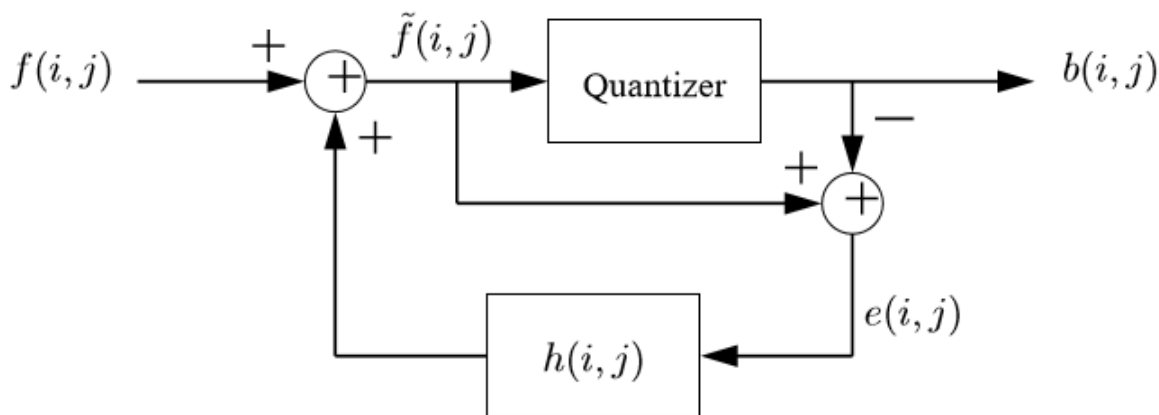 +
f̃(i, j)
f(i, j)
+
Quantizer
b(i, j)
+
−
+
+
e(i, j)
h(i, j)